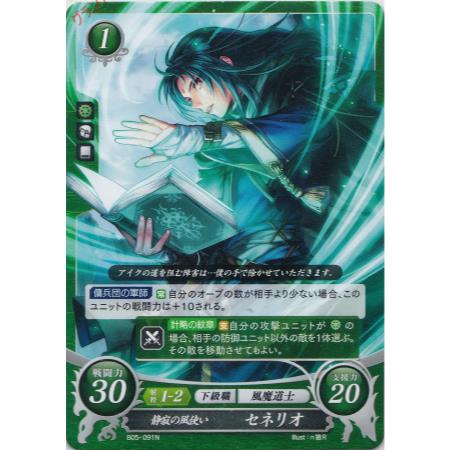 1
アイクの道を阻む障害は…僕の手で除かせていただきます。
傭兵団の軍師 常 自分のオーブの数が相手より少ない場合、この
ユニットの戦闘力は＋10される。
計略の紋章 支 自分の攻撃ユニットが
の場合、相手の防御ユニット以外の敵を1体選ぶ。
その敵を移動させてもよい。
戦闘力 30
射程 1-2 下級職 風魔道士
支援力 20
静寂の風使い セネリオ
B05-091N